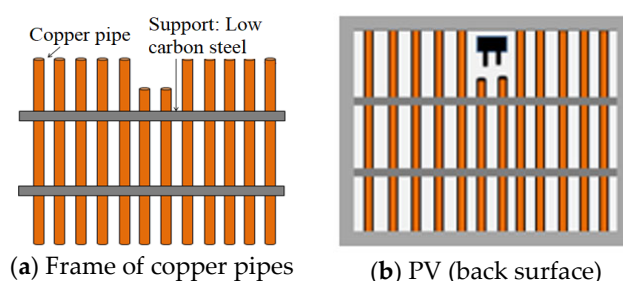 Copper pipe
Support: Low
carbon steel
(a) Frame of copper pipes
(b) PV (back surface)